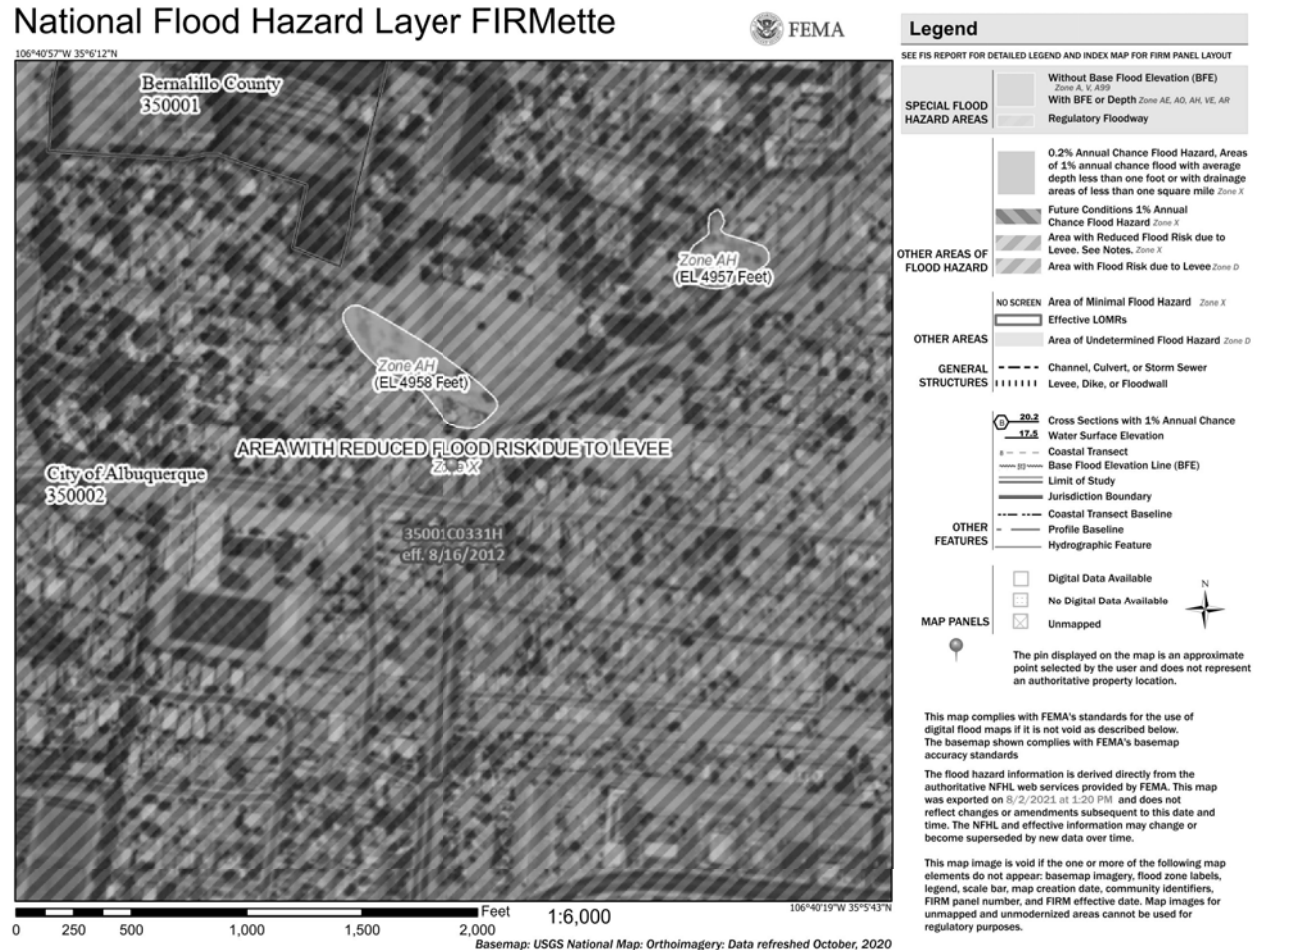 National Flood Hazard Layer FIRMette
FEMA
106°40'57"W 35°6'12"N
Bernalillo County
350001
Zone AH
(EL 4957 Feet)
Zone AH
(EL 4958 Feet)
AREA WITH REDUCED FLOOD RISK DUE TO LEVEE
Zone X
City of Albuquerque
350002
35001C0331H
eff. 8/16/2012
106°40'19"W 35°5'43"N
0 250 500 1,000 1,500 2,000
Feet
1:6,000
Basemap: USGS National Map: Orthoimagery: Data refreshed October, 2020
Legend
SEE FIS REPORT FOR DETAILED LEGEND AND INDEX MAP FOR FIRM PANEL LAYOUT
SPECIAL FLOOD
HAZARD AREAS
Without Base Flood Elevation (BFE)
Zone A, V, A99
With BFE or Depth Zone AE, AO, AH, VE, AR
Regulatory Floodway
OTHER AREAS OF
FLOOD HAZARD
0.2% Annual Chance Flood Hazard, Areas
of 1% annual chance flood with average
depth less than one foot or with drainage
areas of less than one square mile Zone X
Future Conditions 1% Annual
Chance Flood Hazard Zone X
Area with Reduced Flood Risk due to
Levee. See Notes. Zone X
Area with Flood Risk due to Levee Zone D
OTHER AREAS
NO SCREEN Area of Minimal Flood Hazard Zone X
Effective LOMRs
Area of Undetermined Flood Hazard Zone D
GENERAL
STRUCTURES
Channel, Culvert, or Storm Sewer
Levee, Dike, or Floodwall
OTHER
FEATURES
B 20.2 Cross Sections with 1% Annual Chance
17.5 Water Surface Elevation
8 Coastal Transect
Base Flood Elevation Line (BFE)
Limit of Study
Jurisdiction Boundary
Coastal Transect Baseline
Profile Baseline
Hydrographic Feature
MAP PANELS
Digital Data Available
No Digital Data Available
Unmapped
N
The pin displayed on the map is an approximate
point selected by the user and does not represent
an authoritative property location.
This map complies with FEMA's standards for the use of
digital flood maps if it is not void as described below.
The basemap shown complies with FEMA's basemap
accuracy standards
The flood hazard information is derived directly from the
authoritative NFHL web services provided by FEMA. This map
was exported on 8/2/2021 at 1:20 PM and does not
reflect changes or amendments subsequent to this date and
time. The NFHL and effective information may change or
become superseded by new data over time.
This map image is void if the one or more of the following map
elements do not appear: basemap imagery, flood zone labels,
legend, scale bar, map creation date, community identifiers,
FIRM panel number, and FIRM effective date. Map images for
unmapped and unmodernized areas cannot be used for
regulatory purposes.